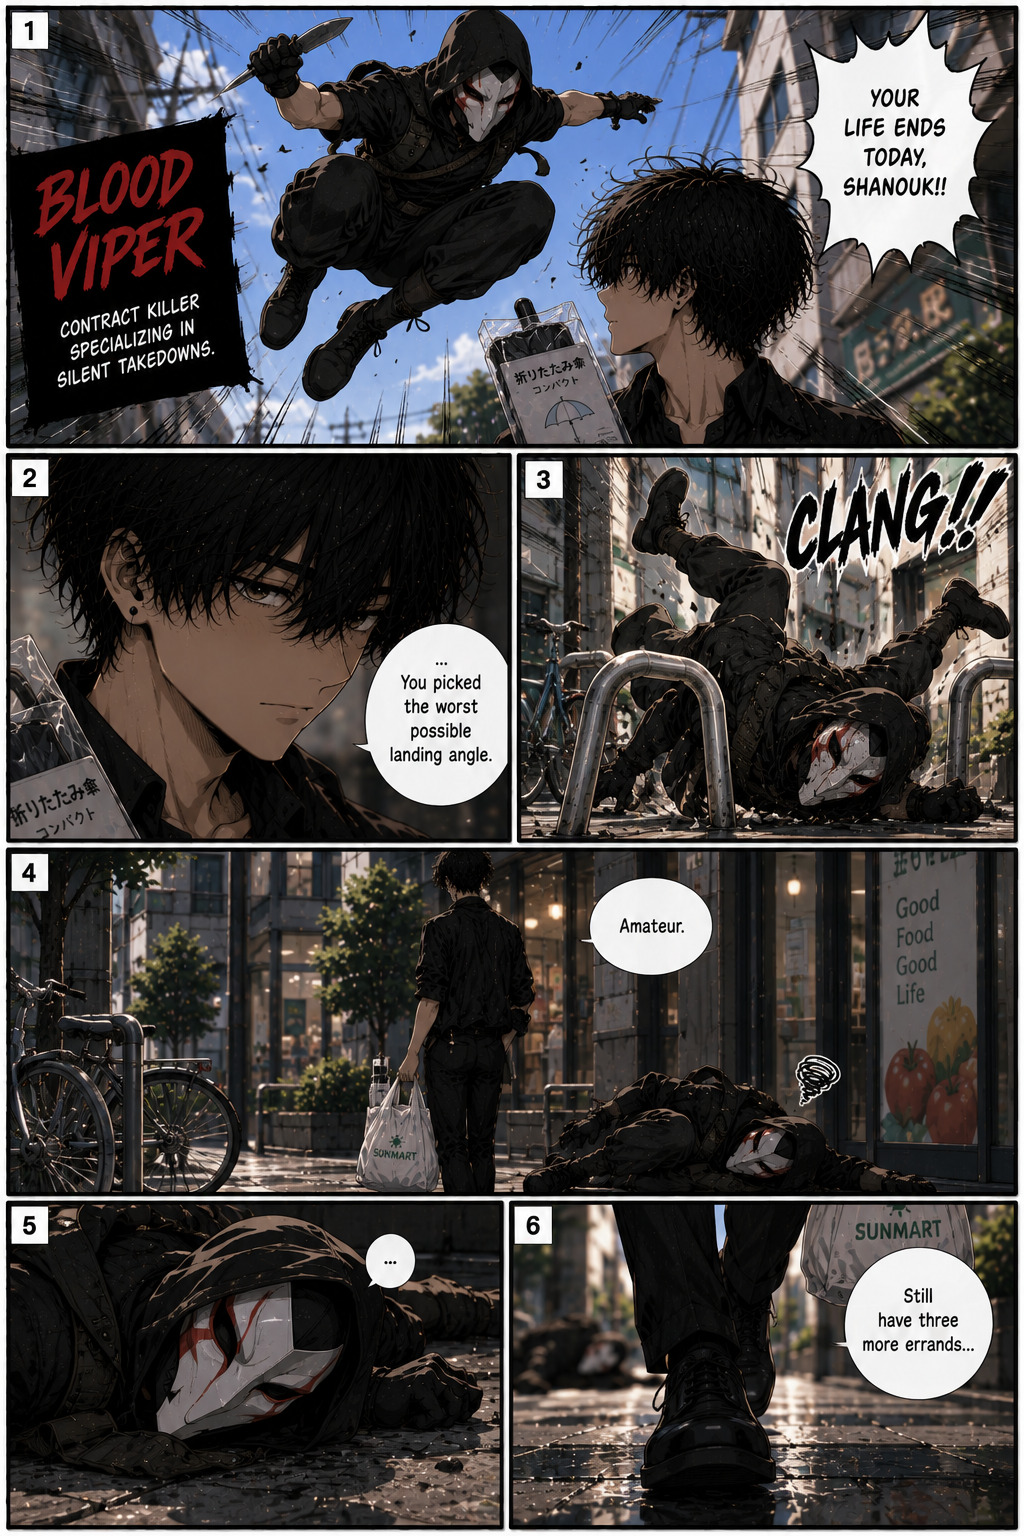 1
BLOOD
VIPER
CONTRACT KILLER
SPECIALIZING IN
SILENT TAKEDOWNS.
YOUR
LIFE ENDS
TODAY,
SHANOUK!!
折りたたみ傘
コンパクト
2
...
You picked
the worst
possible
landing angle.
折りたたみ傘
コンパクト
3
CLANG!!
4
Amateur.
Good
Food
Good
Life
SUNMART
5
...
6
SUNMART
Still
have three
more errands...